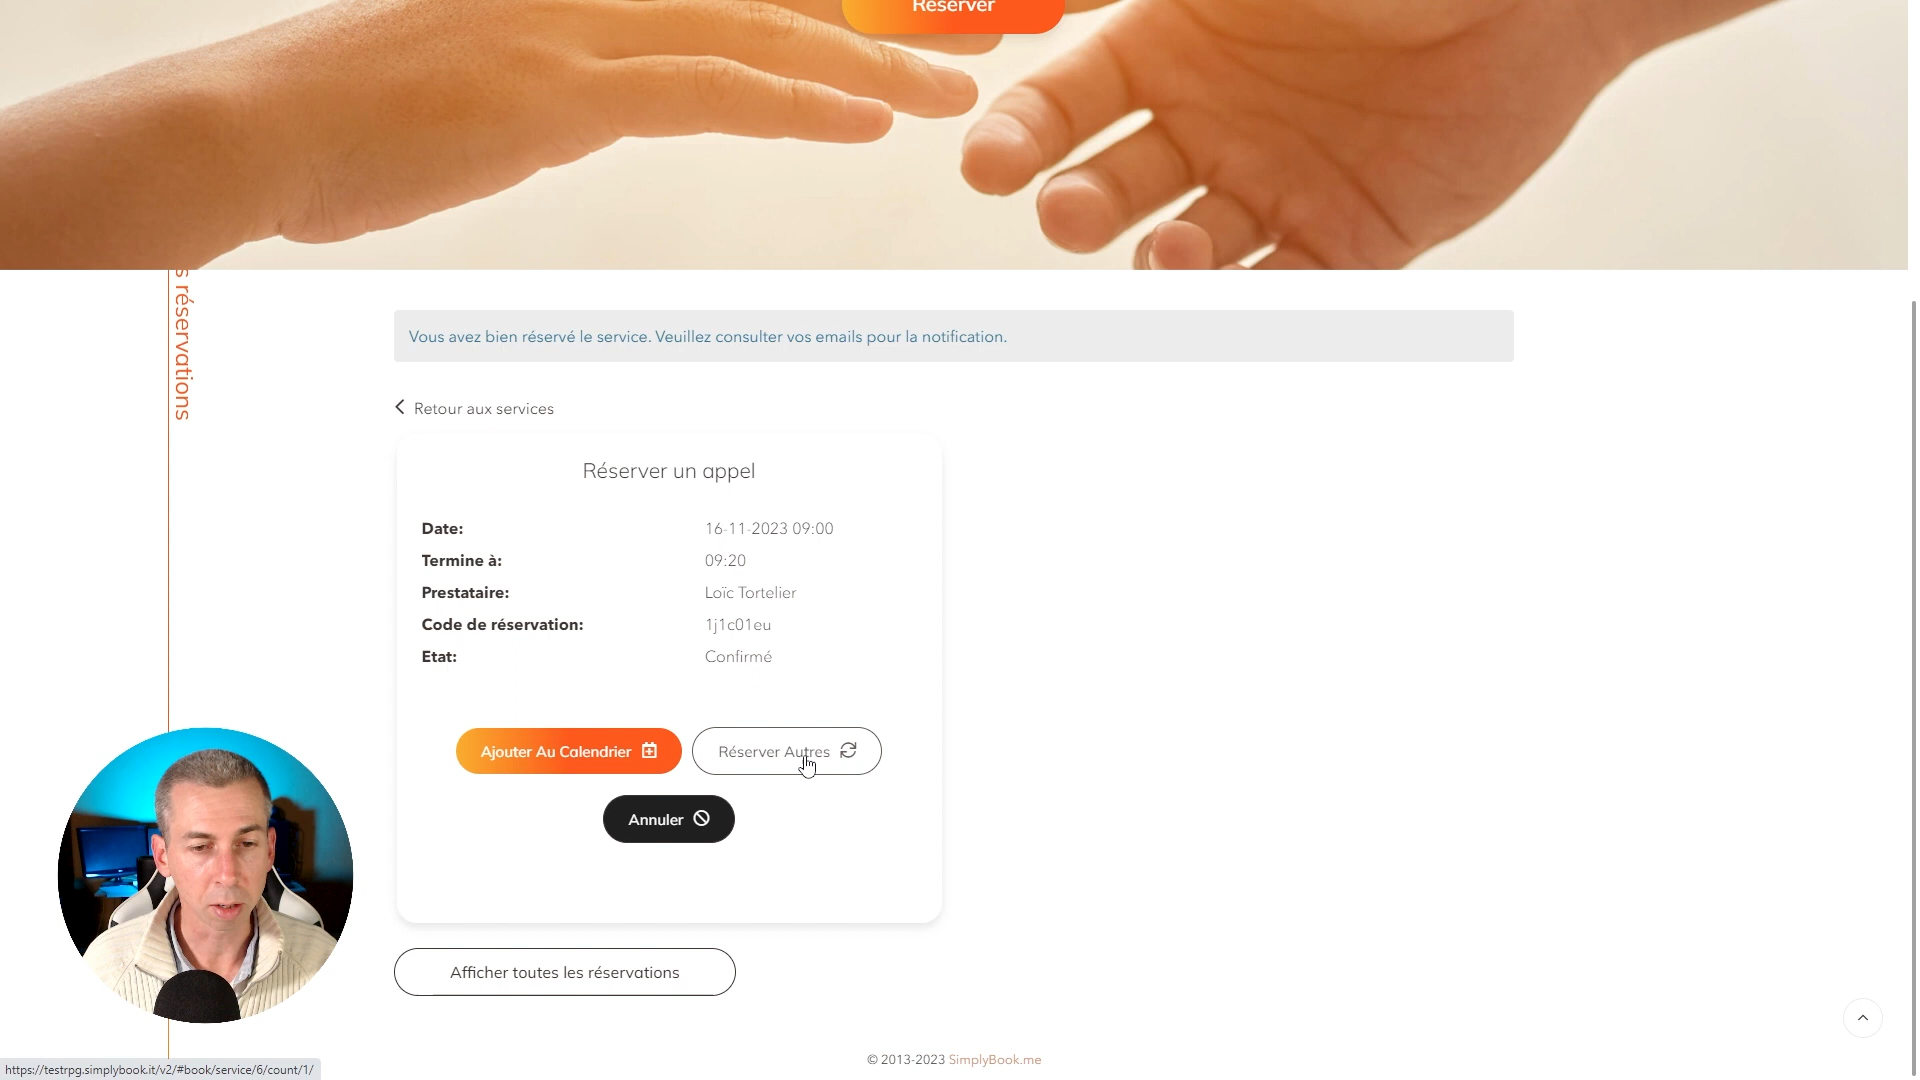 Réserver
s réservations
Vous avez bien réservé le service. Veuillez consulter vos emails pour la notification.
Retour aux services
Réserver un appel
Date: 16-11-2023 09:00
Termine à: 09:20
Prestataire: Loïc Tortelier
Code de réservation: 1j1c01eu
Etat: Confirmé
Ajouter Au Calendrier
Réserver Autres
Annuler
Afficher toutes les réservations
© 2013-2023 SimplyBook.me
https://testrpg.simplybook.it/v2/#book/service/6/count/1/